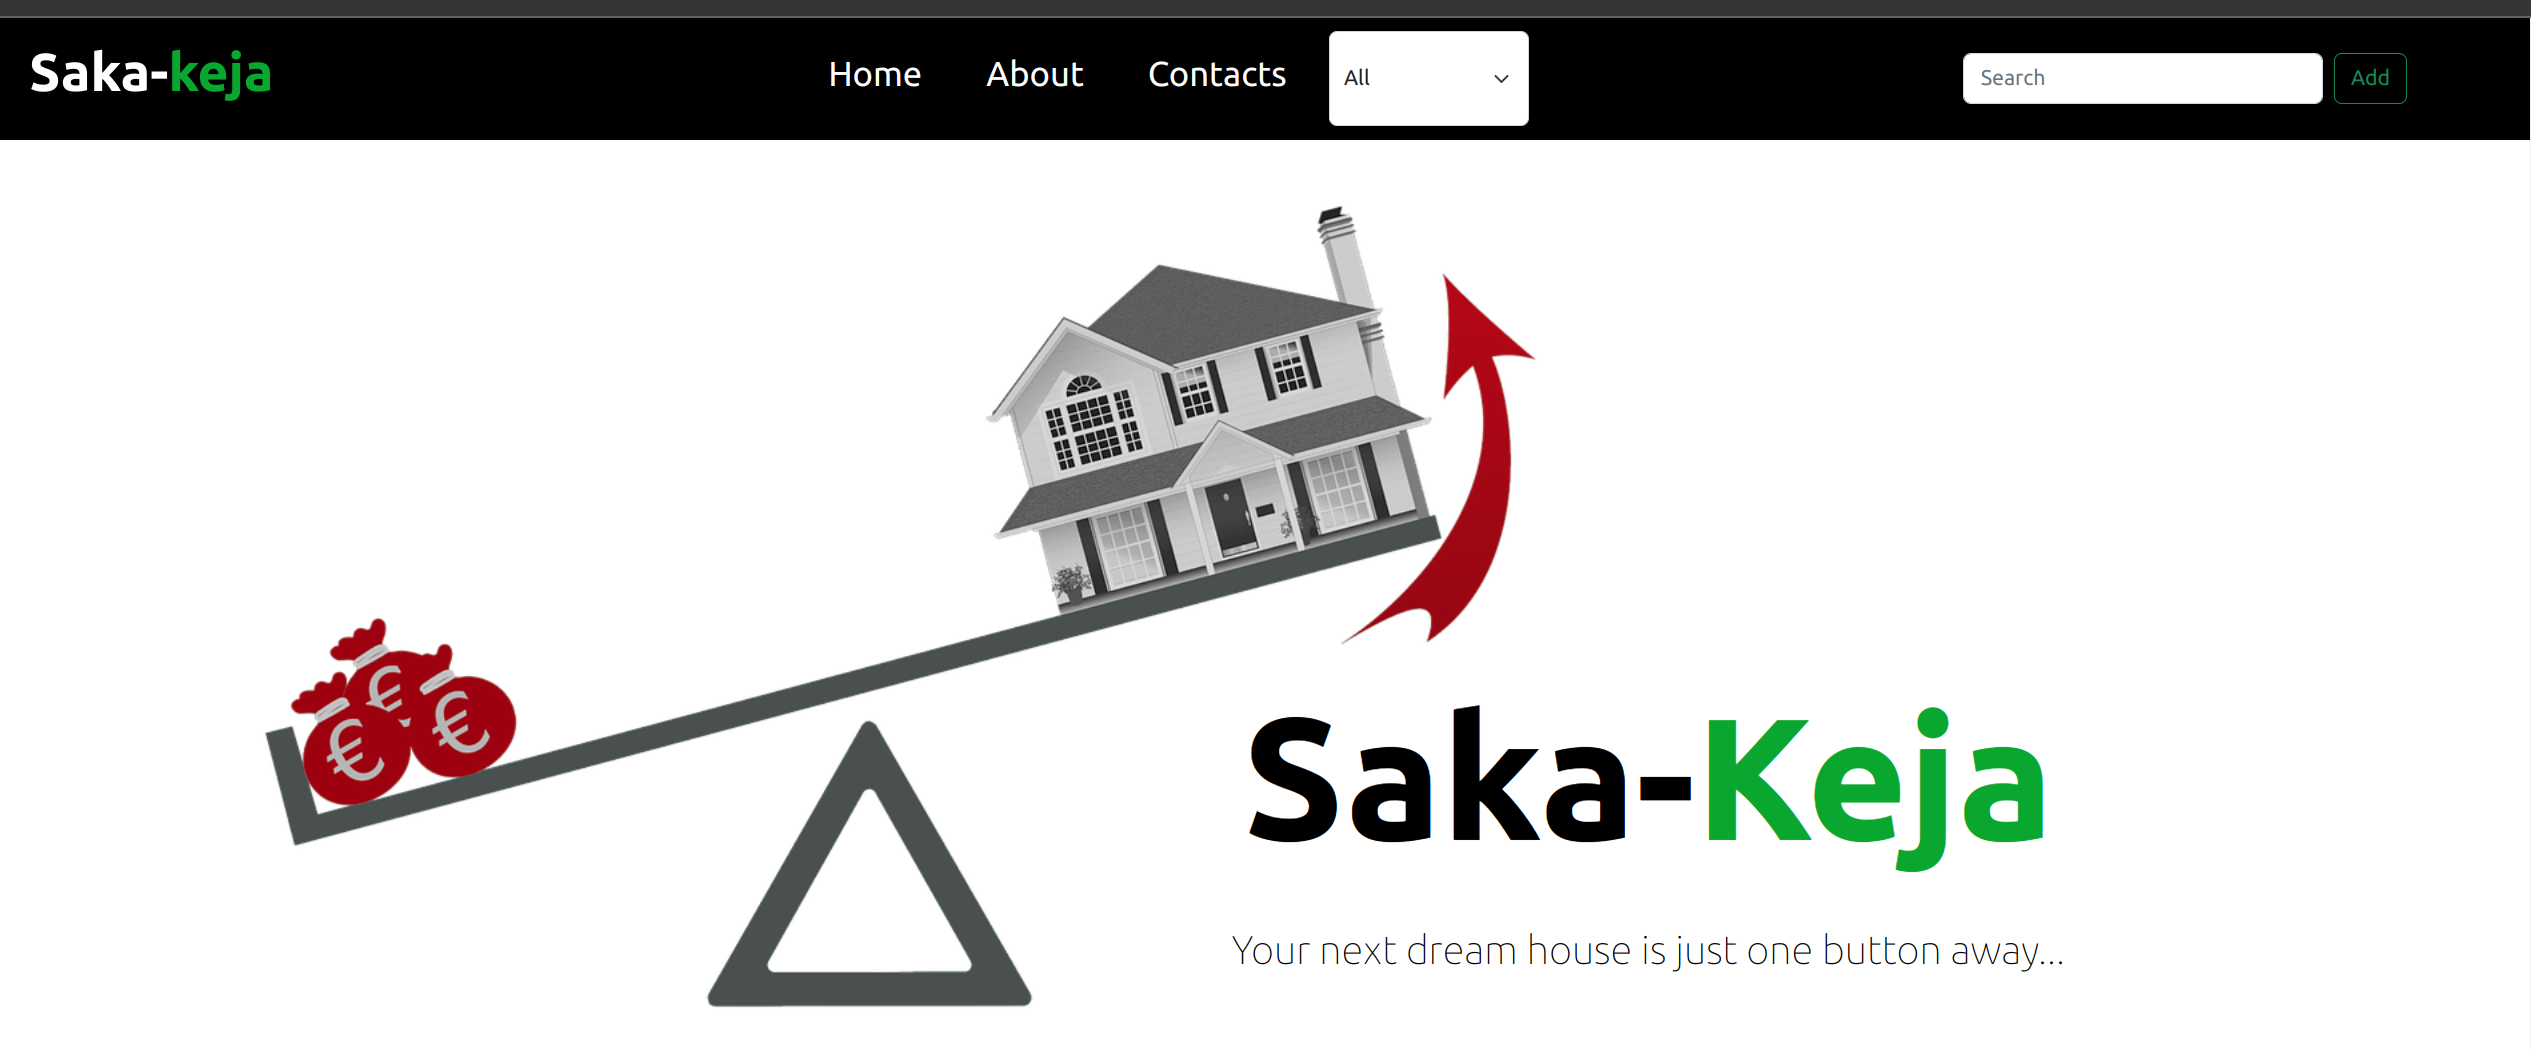 Saka-keja
Home About Contacts All Search Add
€ € €
Saka-Keja
Your next dream house is just one button away...